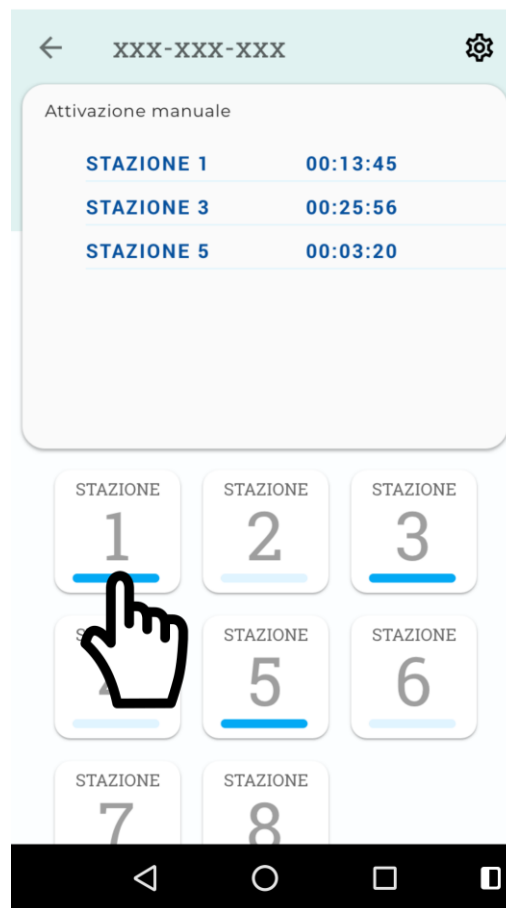 xxx-xxx-xxx
Attivazione manuale
STAZIONE 1 00:13:45
STAZIONE 3 00:25:56
STAZIONE 5 00:03:20
STAZIONE STAZIONE STAZIONE
1 2 3
STAZIONE STAZIONE
5 6
STAZIONE STAZIONE
7 8